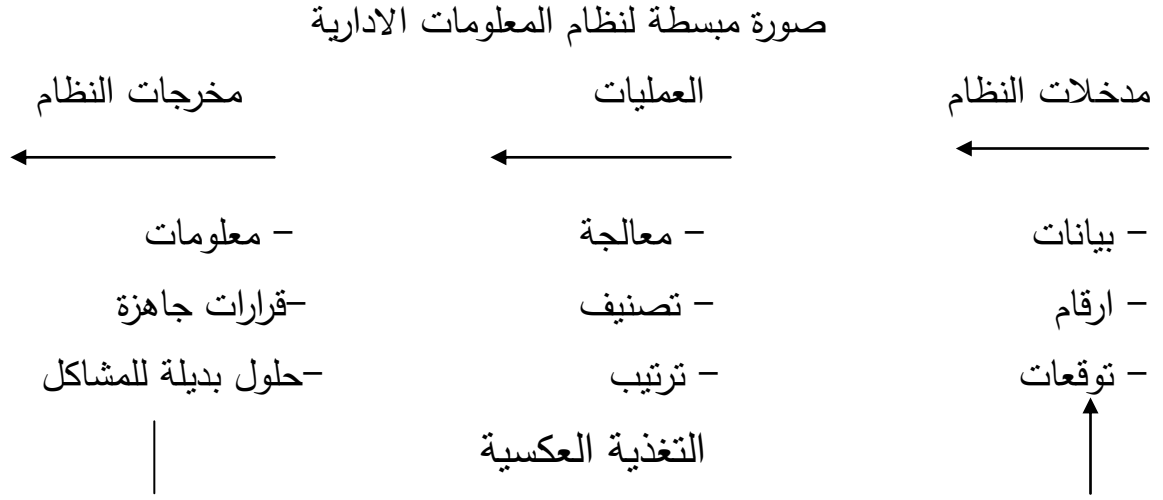 صورة مبسطة لنظام المعلومات الادارية
مدخلات النظام العمليات مخرجات النظام
– بيانات – معالجة – معلومات
– ارقام – تصنيف –قرارات جاهزة
– توقعات – ترتيب –حلول بديلة للمشاكل
التغذية العكسية